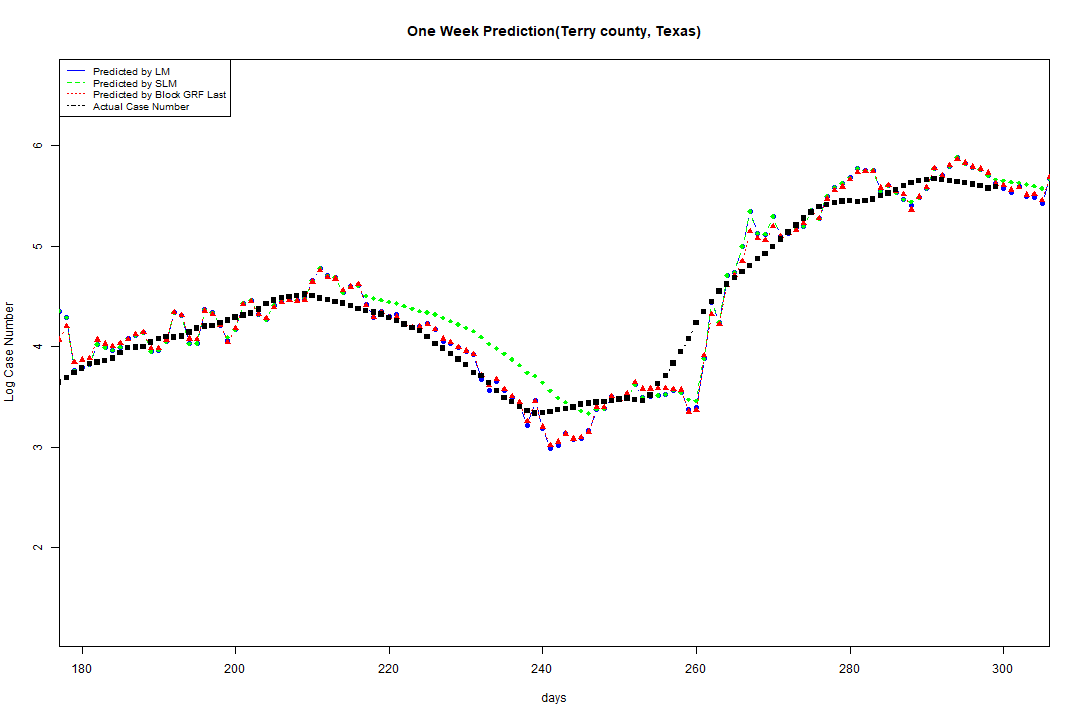 One Week Prediction(Terry county, Texas)
Predicted by LM
Predicted by SLM
Predicted by Block GRF Last
Actual Case Number
6
5
4
3
2
Log Case Number
180 200 220 240 260 280 300
days